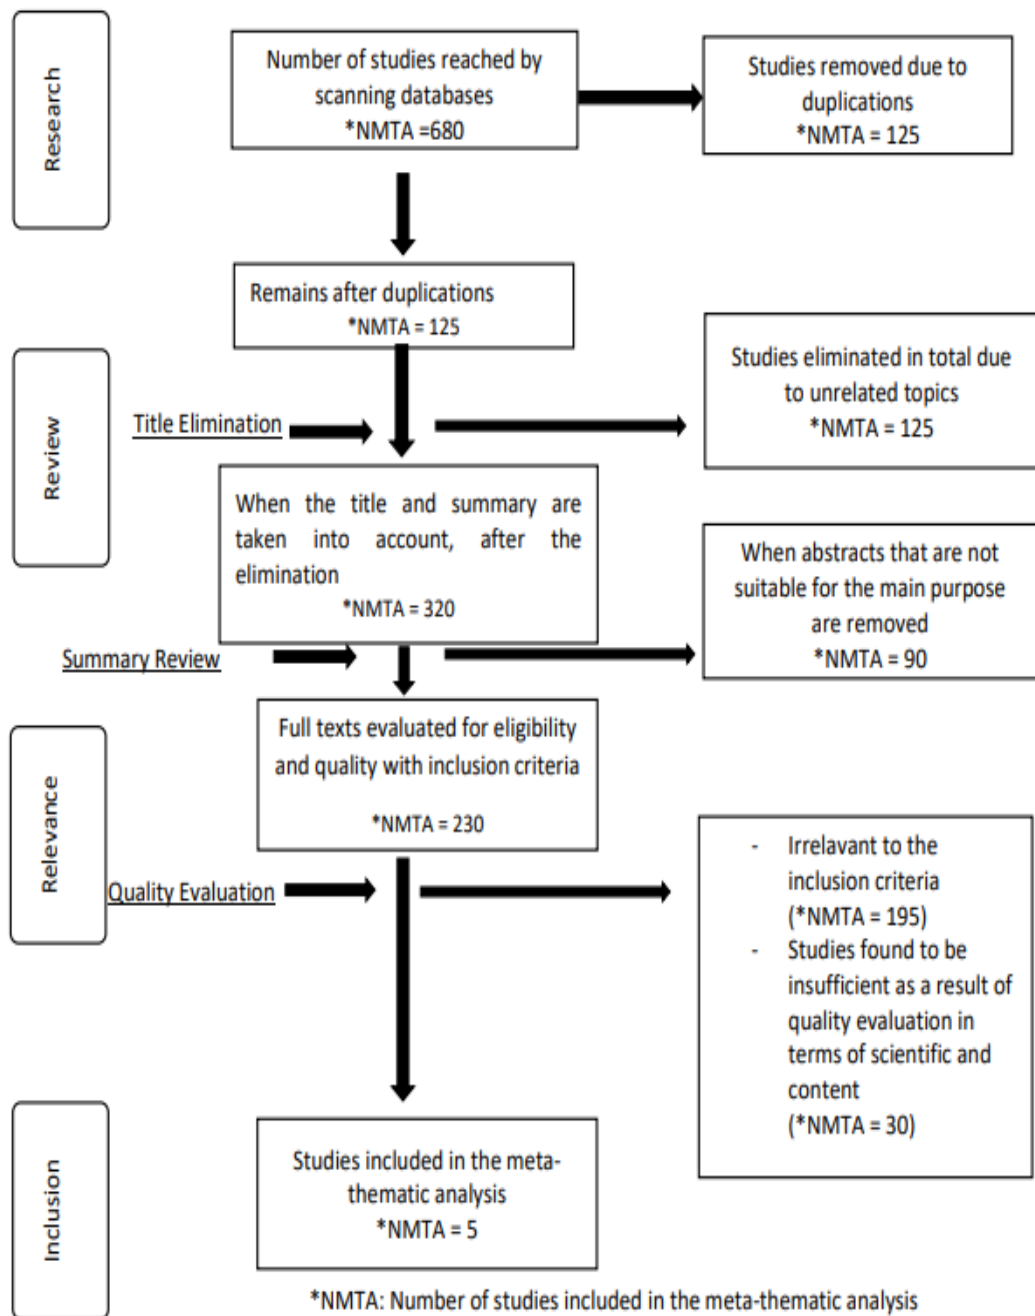 Research
Number of studies reached by
scanning databases
*NMTA =680
Studies removed due to
duplications
*NMTA = 125
Remains after duplications
*NMTA = 125
Review
Title Elimination
Studies eliminated in total due
to unrelated topics
*NMTA = 125
When the title and summary are
taken into account, after the
elimination
*NMTA = 320
When abstracts that are not
suitable for the main purpose
are removed
*NMTA = 90
Summary Review
Relevance
Full texts evaluated for eligibility
and quality with inclusion criteria
*NMTA = 230
Quality Evaluation
- Irrelavant to the
inclusion criteria
(*NMTA = 195)
- Studies found to be
insufficient as a result of
quality evaluation in
terms of scientific and
content
(*NMTA = 30)
Inclusion
Studies included in the meta-
thematic analysis
*NMTA = 5
*NMTA: Number of studies included in the meta-thematic analysis